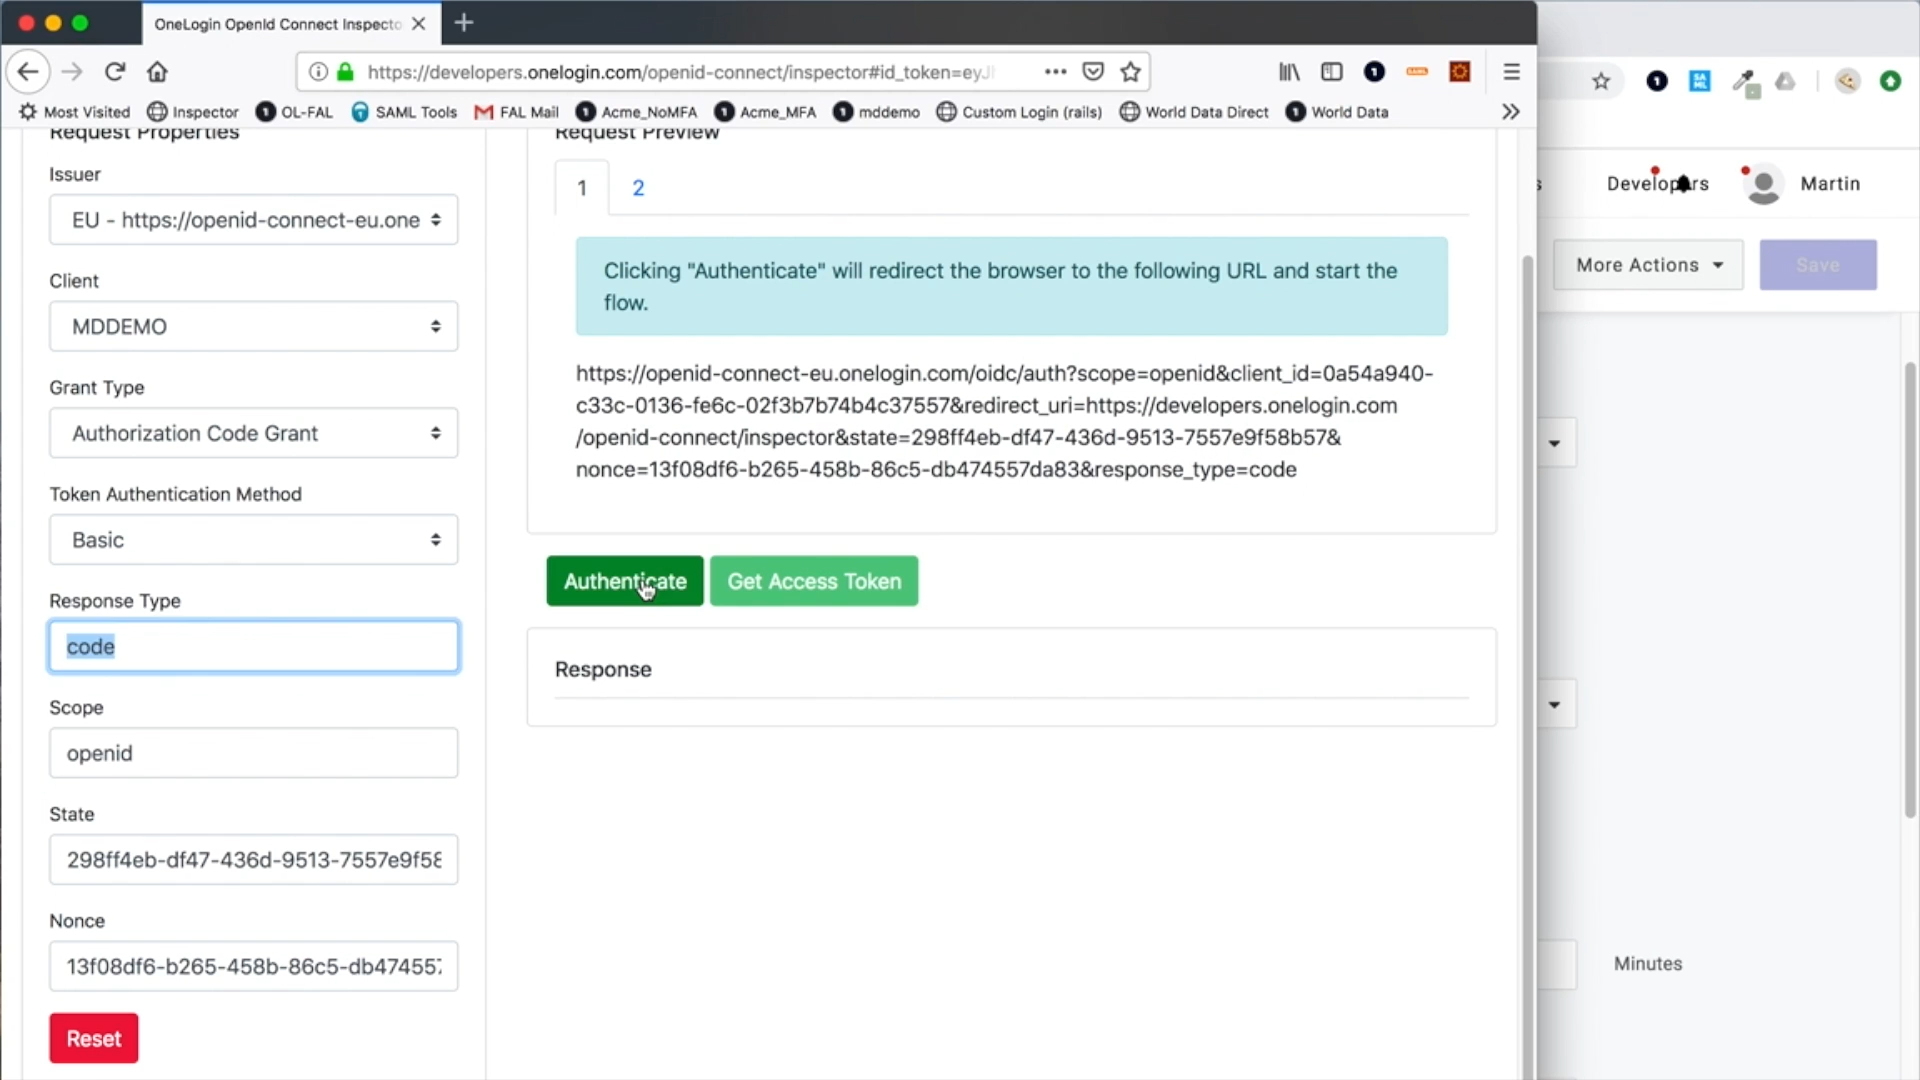 OneLogin OpenId Connect Inspecto
https://developers.onelogin.com/openid-connect/inspector#id_token=eyJl
Most Visited
Inspector
OL-FAL
SAML Tools
FAL Mail
Acme_NoMFA
Acme_MFA
mddemo
Custom Login (rails)
World Data Direct
World Data
Request Properties
Issuer
EU - https://openid-connect-eu.one
Client
MDDEMO
Grant Type
Authorization Code Grant
Token Authentication Method
Basic
Response Type
code
Scope
openid
State
298ff4eb-df47-436d-9513-7557e9f58
Nonce
13f08df6-b265-458b-86c5-db474557
Reset
Request Preview
1
2
Clicking "Authenticate" will redirect the browser to the following URL and start the
flow.
https://openid-connect-eu.onelogin.com/oidc/auth?scope=openid&client_id=0a54a940-
c33c-0136-fe6c-02f3b7b74b4c37557&redirect_uri=https://developers.onelogin.com
/openid-connect/inspector&state=298ff4eb-df47-436d-9513-7557e9f58b57&
nonce=13f08df6-b265-458b-86c5-db474557da83&response_type=code
Authenticate
Get Access Token
Response
s
Developers
Martin
More Actions
Save
Minutes